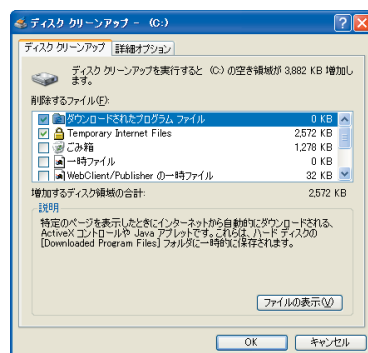 ディスク クリーンアップ - (C:)
ディスク クリーンアップ 詳細オプション
ディスク クリーンアップを実行すると (C:) の空き領域が 3,882 KB 増加し
ます。
削除するファイル(F):
ダウンロードされたプログラム ファイル 0 KB
Temporary Internet Files 2,572 KB
ごみ箱 1,278 KB
一時ファイル 0 KB
WebClient/Publisher の一時ファイル 32 KB
増加するディスク領域の合計: 2,572 KB
説明
特定のページを表示したときにインターネットから自動的にダウンロードされる、
ActiveX コントロールや Java アプレットです。これらは、ハード ディスクの
[Downloaded Program Files] フォルダに一時的に保存されます。
ファイルの表示(V)
OK キャンセル